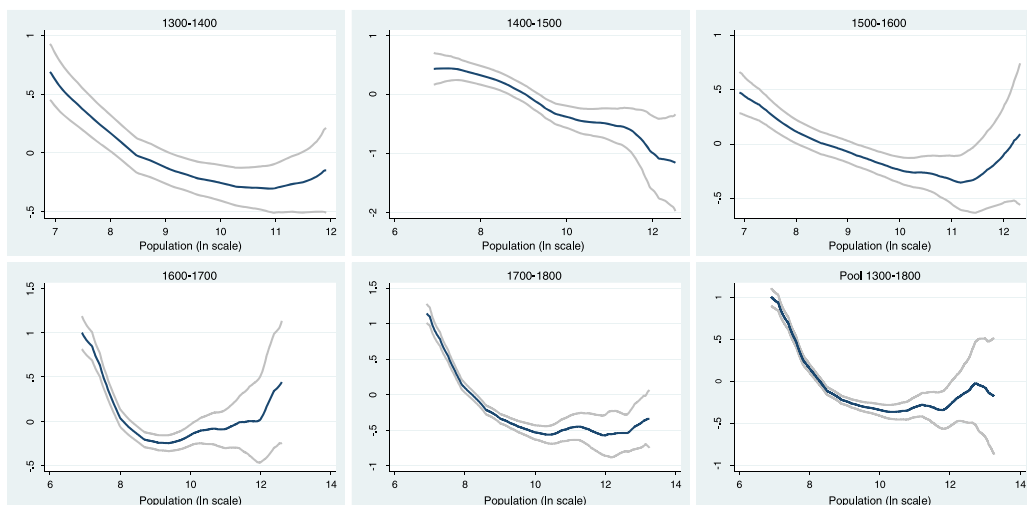 1300-1400
1
.5
0
-.5
7 8 9 10 11 12
Population (ln scale)
1400-1500
1
0
-1
-2
6 8 10 12
Population (ln scale)
1500-1600
1
.5
0
-.5
7 8 9 10 11 12
Population (ln scale)
1600-1700
1.5
1
.5
0
-.5
6 8 10 12 14
Population (ln scale)
1700-1800
1.5
1
.5
0
-.5
-1
6 8 10 12 14
Population (ln scale)
Pool 1300-1800
1
.5
0
-.5
-1
6 8 10 12 14
Population (ln scale)